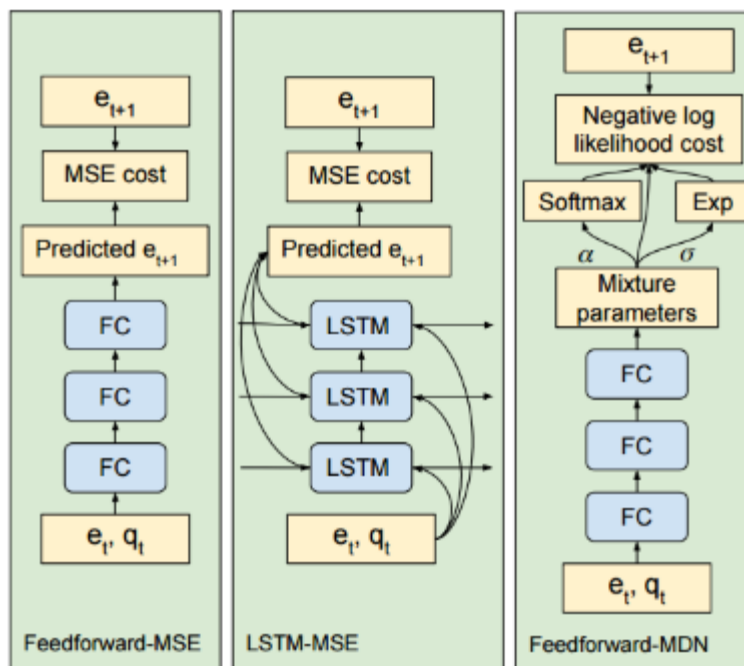 e_{t+1}
MSE cost
Predicted e_{t+1}
FC
FC
FC
e_t, q_t
Feedforward-MSE
e_{t+1}
MSE cost
Predicted e_{t+1}
LSTM
LSTM
LSTM
e_t, q_t
LSTM-MSE
e_{t+1}
Negative log
likelihood cost
Softmax
Exp
α
σ
Mixture
parameters
FC
FC
FC
e_t, q_t
Feedforward-MDN